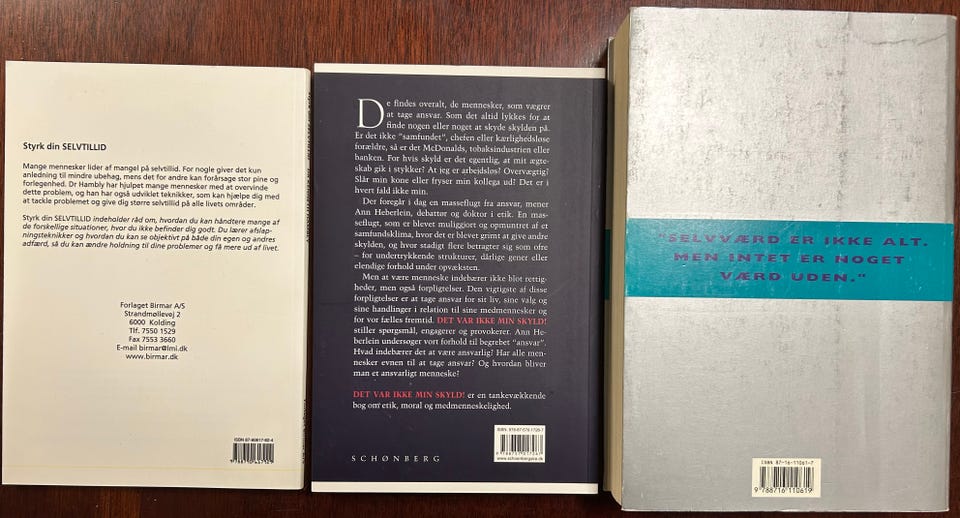 Styrk din SELVTILLID
Mange mennesker lider af mangel på selvtillid. For nogle giver det kun
anledning til mindre ubehag, mens det for andre kan forårsage stor pine og
forlegenhed. Dr Hambly har hjulpet mange mennesker med at overvinde
dette problem, og han har også udviklet teknikker, som kan hjælpe dig med
at tackle problemet og give dig større selvtillid på alle livets områder.
Styrk din SELVTILLID indeholder råd om, hvordan du kan håndtere mange af
de forskellige situationer, hvor du ikke befinder dig godt. Du lærer afslap-
ningsteknikker og hvordan du kan se objektivt på både din egen og andres
adfærd, så du kan ændre holdning til dine problemer og få mere ud af livet.
Forlaget Birmar A/S
Strandmøllevej 2
6000 Kolding
Tlf. 7550 1529
Fax 7553 3660
E-mail birmar@lmi.dk
www.birmar.dk
De findes overalt, de mennesker, som vægrer
at tage ansvar. Som det altid lykkes for at
finde nogen eller noget at skyde skylden på.
Er det ikke "samfundet", chefen eller kærlighedsløse
forældre, så er det McDonalds, tobaksindustrien eller
banken. For hvis skyld er det egentlig, at mit ægte-
skab gik i stykker? At jeg er arbejdsløs? Overvægtig?
Slår min kone eller fryser min kollega ud? Det er i
hvert fald ikke min.
Der foregår i dag en masseflugt fra ansvar, mener
Ann Heberlein, debattør og doktor i etik. En mas-
seflugt, som er blevet muliggjort og opmuntret af et
samfundsklima, hvor det er blevet grimt at give andre
skylden, og hvor stadig flere betragter sig som ofre
– for undertrykkende strukturer, dårlige gener eller
elendige forhold under opvæksten.
Men at være menneske indebærer ikke blot rettig-
heder, men også forpligtelser. Den vigtigste af disse
forpligtelser er at tage ansvar for sit liv, sine valg og
sine handlinger i relation til sine medmennesker og
for vor fælles fremtid. DET VAR IKKE MIN SKYLD!
stiller spørgsmål, engagerer og provokerer. Ann He-
berlein undersøger vort forhold til begrebet "ansvar".
Hvad indebærer det at være ansvarlig? Har alle men-
nesker evnen til at tage ansvar? Og hvordan bliver
man et ansvarligt menneske?
DET VAR IKKE MIN SKYLD! er en tankevækkende
bog om etik, moral og medmenneskelighed.
www.schoenbergske.dk
SCHØNBERG
"SELVVÆRD ER IKKE ALT.
MEN INTET ER NOGET
VÆRD UDEN."
ISBN 87-16-11061-7
9 788716 110619